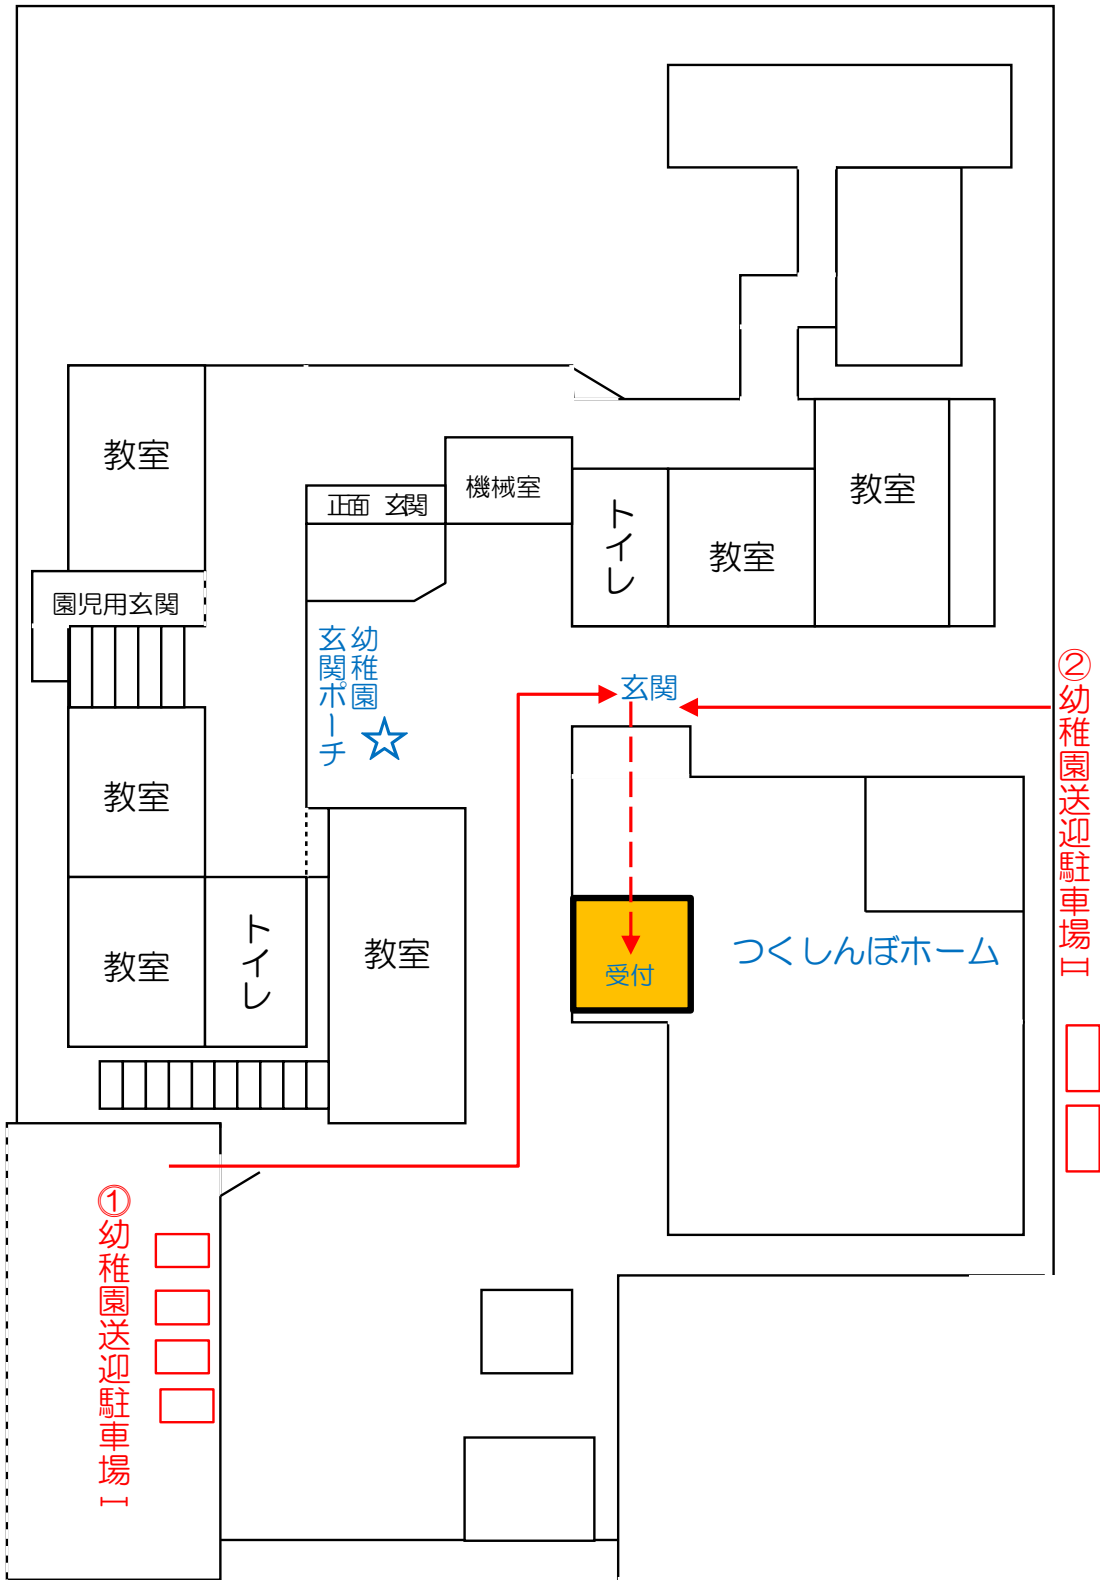 教室
機械室
正面 玄関
教室
トイレ
教室
園児用玄関
幼稚園
玄関ポーチ
☆
玄関
②幼稚園送迎駐車場Ⅱ
教室
教室
トイレ
教室
受付
つくしんぼホーム
①幼稚園送迎駐車場Ⅰ